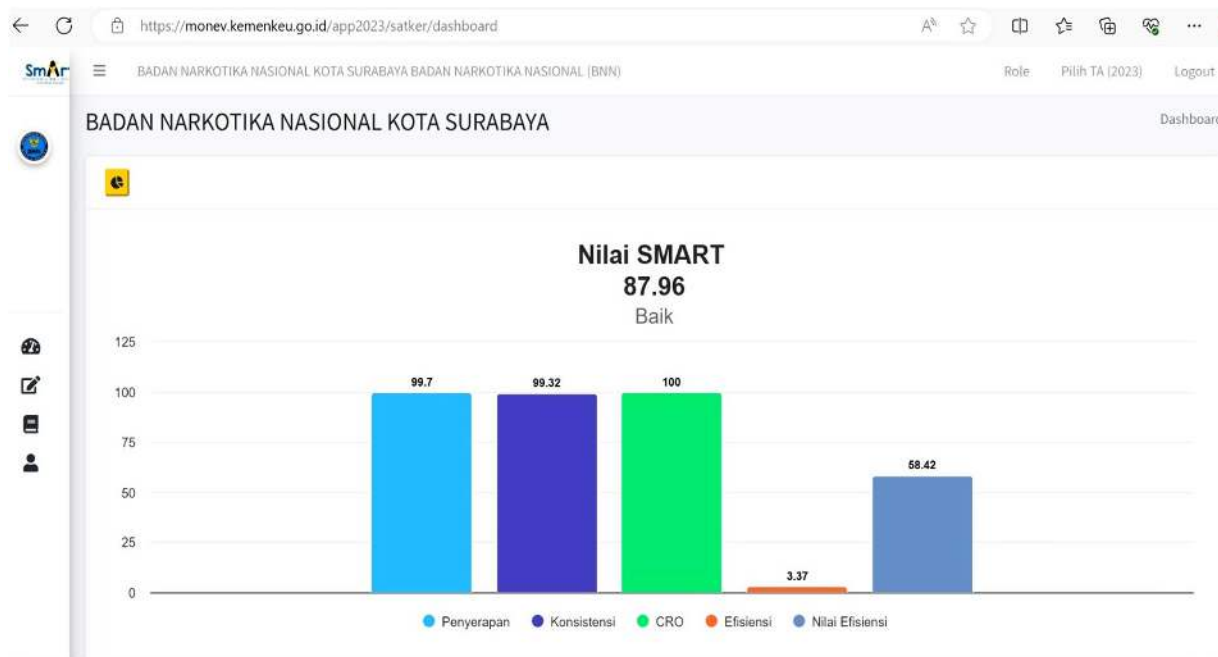 https://monev.kemenkeu.go.id/app2023/satker/dashboard
SmArt
BADAN NARKOTIKA NASIONAL KOTA SURABAYA BADAN NARKOTIKA NASIONAL (BNN)
Role
Pilih TA (2023)
Logout
BADAN NARKOTIKA NASIONAL KOTA SURABAYA
Dashboard
Nilai SMART
87.96
Baik
125
100
75
50
25
0
99.7
99.32
100
3.37
58.42
Penyerapan
Konsistensi
CRO
Efisiensi
Nilai Efisiensi